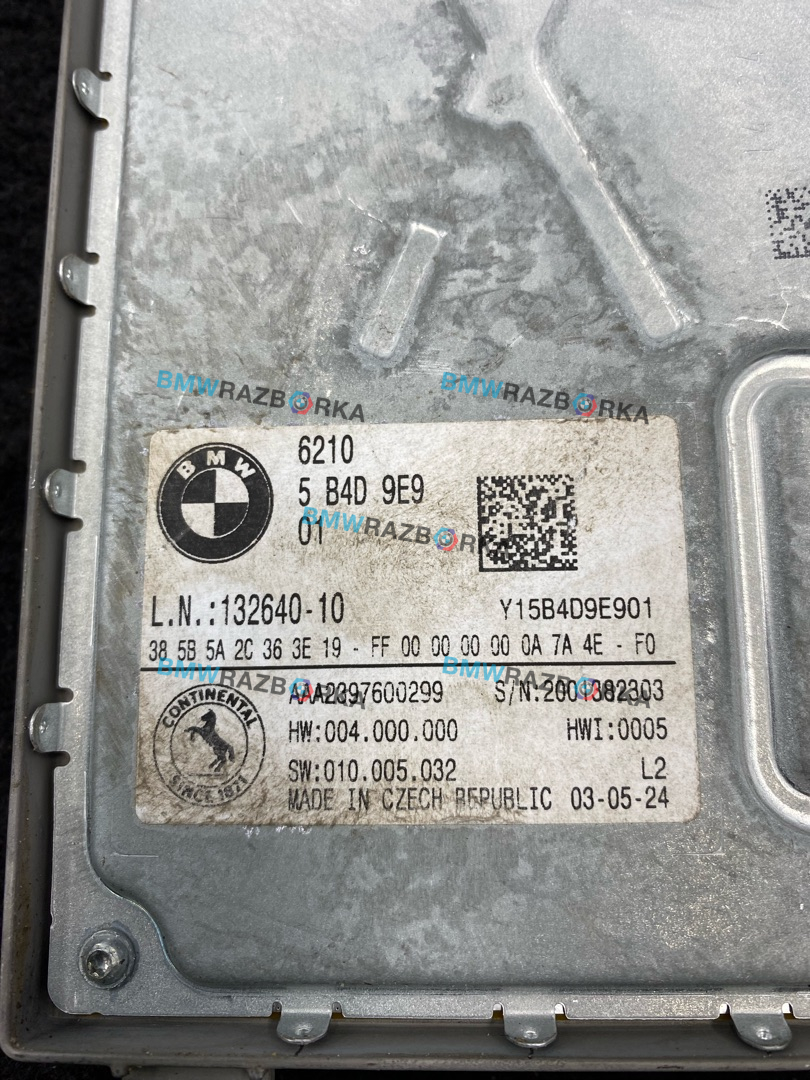 BMWRAZBORKA
BMWRAZBORKA
BMW
6210
5 B4D 9E9
01
BMWRAZBORKA
L.N.:132640-10
Y15B4D9E901
38 5B 5A 2C 36 3E 19 - FF 00 00 00 00 0A 7A 4E - F0
BMWRAZBORKA
BMWRAZBORKA
CONTINENTAL
SINCE 1871
AAA2397600299
S/N:2001382303
HW:004.000.000
HWI:0005
SW:010.005.032
L2
MADE IN CZECH REPUBLIC 03-05-24